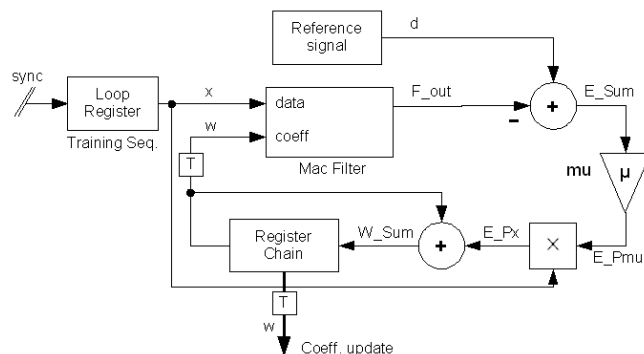 Reference
signal
d
sync
Loop
Register
Training Seq.
x
data
w
coeff
Mac Filter
F_out
+
−
E_Sum
mu
μ
T
Register
Chain
W_Sum
+
E_Px
×
E_Pmu
T
w
Coeff. update